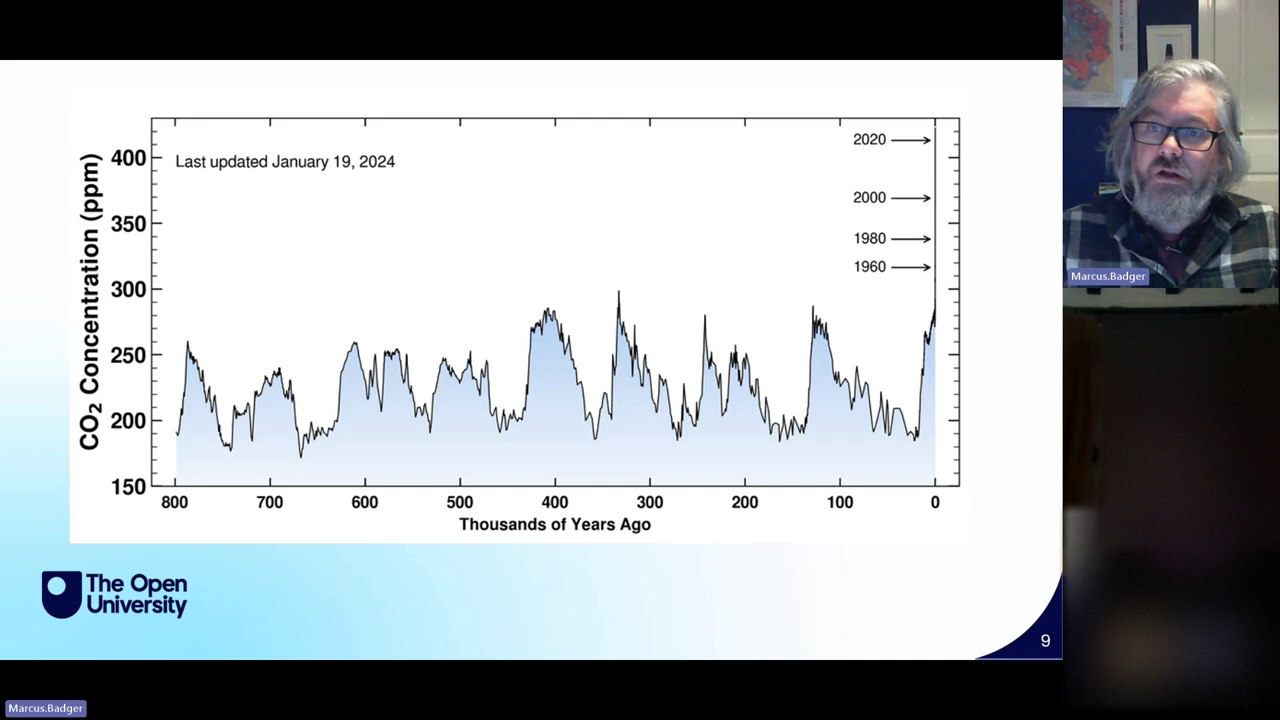 Last updated January 19, 2024
CO2 Concentration (ppm)
400
350
300
250
200
150
2020
2000
1980
1960
800 700 600 500 400 300 200 100 0
Thousands of Years Ago
The Open
University
9
Marcus.Badger
Marcus.Badger